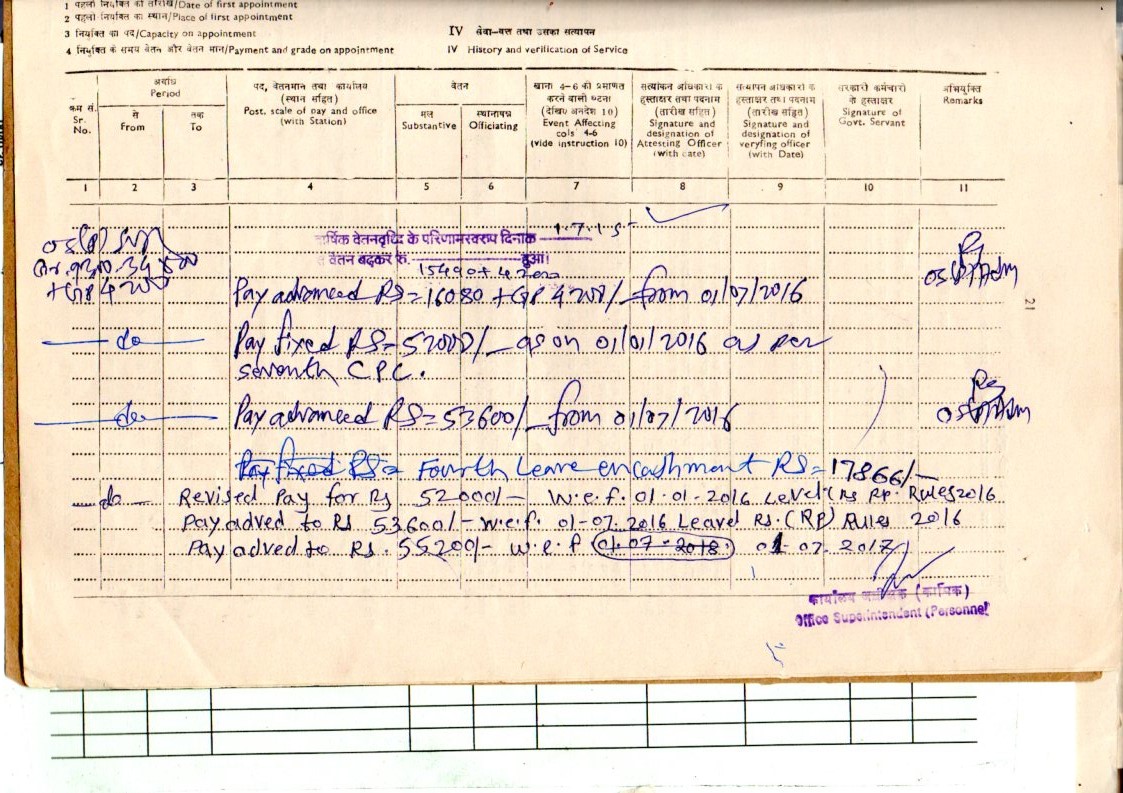 1 पहली नियुक्ति की तारीख/Date of first appointment
2 पहली नियुक्ति का स्थान/Place of first appointment
3 नियुक्ति का पद/Capacity on appointment
4 नियुक्ति के समय वेतन और वेतन मान/Payment and grade on appointment
IV सेवा-वृत्त तथा उसका सत्यापन
IV History and verification of Service
क्रम सं.
Sr.
No.
अवधि
Period
से
From
तक
To
पद, वेतनमान तथा कार्यालय
(स्थान सहित)
Post, scale of pay and office
(with Station)
वेतन
मूल
Substantive
स्थानापन्न
Officiating
खाना 4-6 को प्रभावित
करने वाली घटना
(देखिए अनुदेश 10)
Event Affecting
cols 4-6
(vide instruction 10)
सत्यापन अधिकारी के
हस्ताक्षर तथा पदनाम
(तारीख सहित)
Signature and
designation of
Attesting Officer
(with date)
सत्यापन अधिकारी के
हस्ताक्षर तथा पदनाम
(तारीख सहित)
Signature and
designation of
veryfing officer
(with Date)
सरकारी कर्मचारी
के हस्ताक्षर
Signature of
Govt. Servant
अभियुक्ति
Remarks
1 2 3 4 5 6 7 8 9 10 11
वार्षिक वेतनवृद्धि के परिणामस्वरूप दिनांक 1.7.15
वेतन बढ़कर रु. 15490+4200 हुआ।
+GP 4200
Pay advanced RS=16080 +GP 4200/- from 01/07/2016
do Pay fixed RS=52000/- as on 01/01/2016 as per
seventh C.P.C.
do Pay advanced RS=53600/- from 01/07/2016
Pay fixed RS= Fourth Leave encashment RS=17866/-
do Revised Pay for Rs 52000/- w.e.f. 01.01.2016 Level Rs RP. Rules 2016
Pay adved to Rs 53600/- w.e.f. 01-07.2016 Leavel Rs. (RP) Rules 2016
Pay adved to Rs. 55200/- w.e.f 01.07.2018. 01.07.2017
कार्यालय अधीक्षक (कार्मिक)
Office Superintendent (Personnel
21